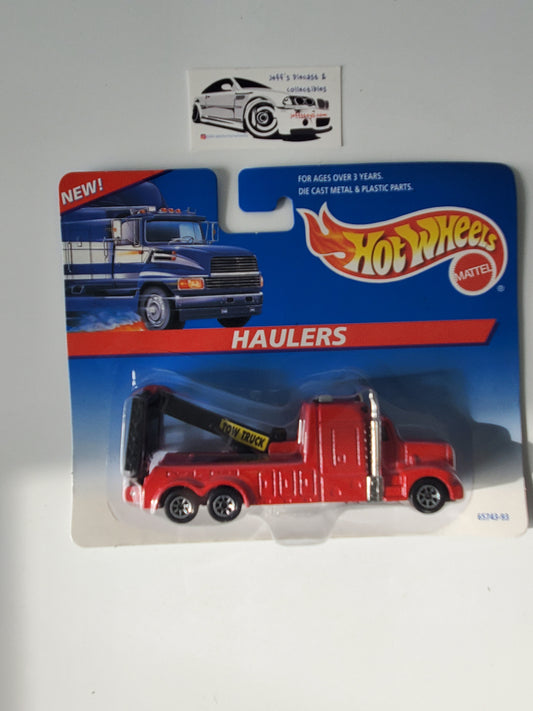 Jeff's Diecast &
collectibles
NEW!
FOR AGES OVER 3 YEARS.
DIE CAST METAL & PLASTIC PARTS.
HOT WHEELS
MATTEL
®
HAULERS
TOW TRUCK
65743-93